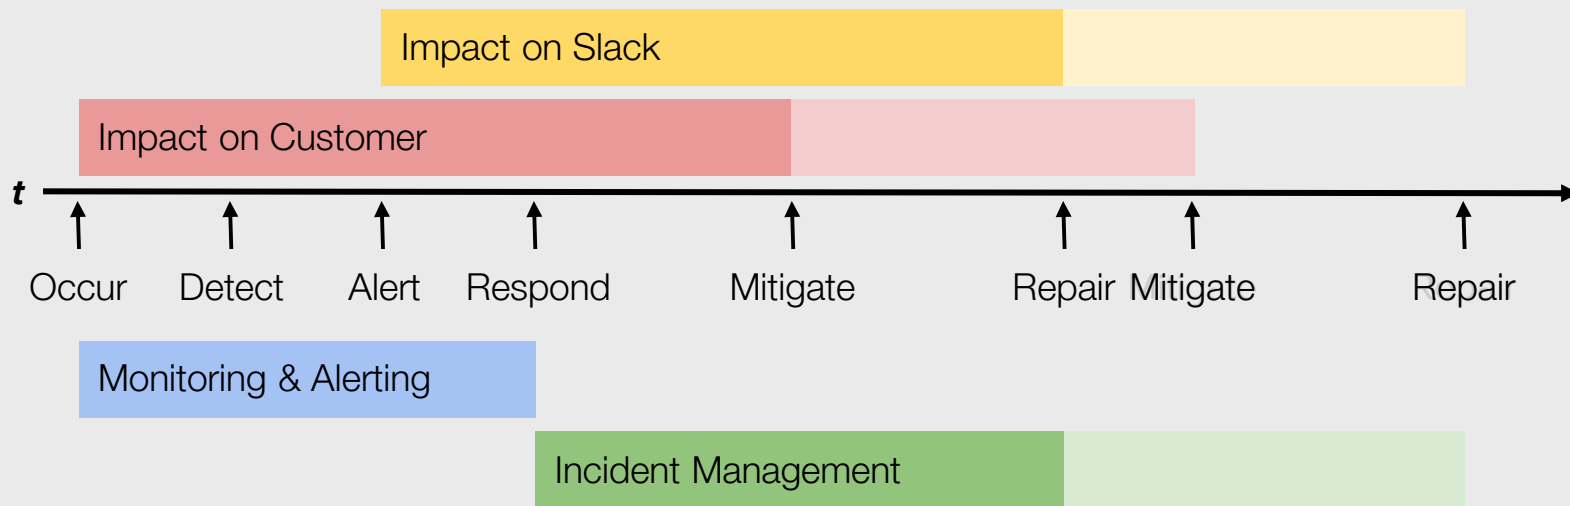 Impact on Slack
Impact on Customer
t
Occur Detect Alert Respond Mitigate Repair Mitigate Repair
Monitoring & Alerting
Incident Management